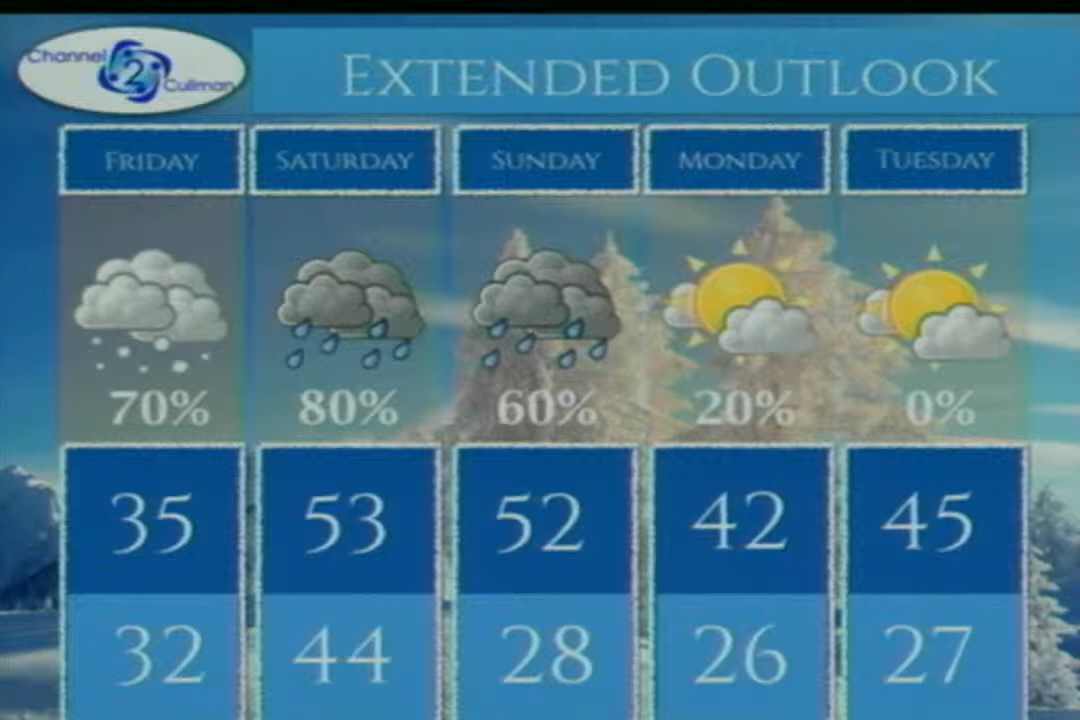 Channel 2 Cullman
EXTENDED OUTLOOK
FRIDAY SATURDAY SUNDAY MONDAY TUESDAY
70% 80% 60% 20% 0%
35 53 52 42 45
32 44 28 26 27